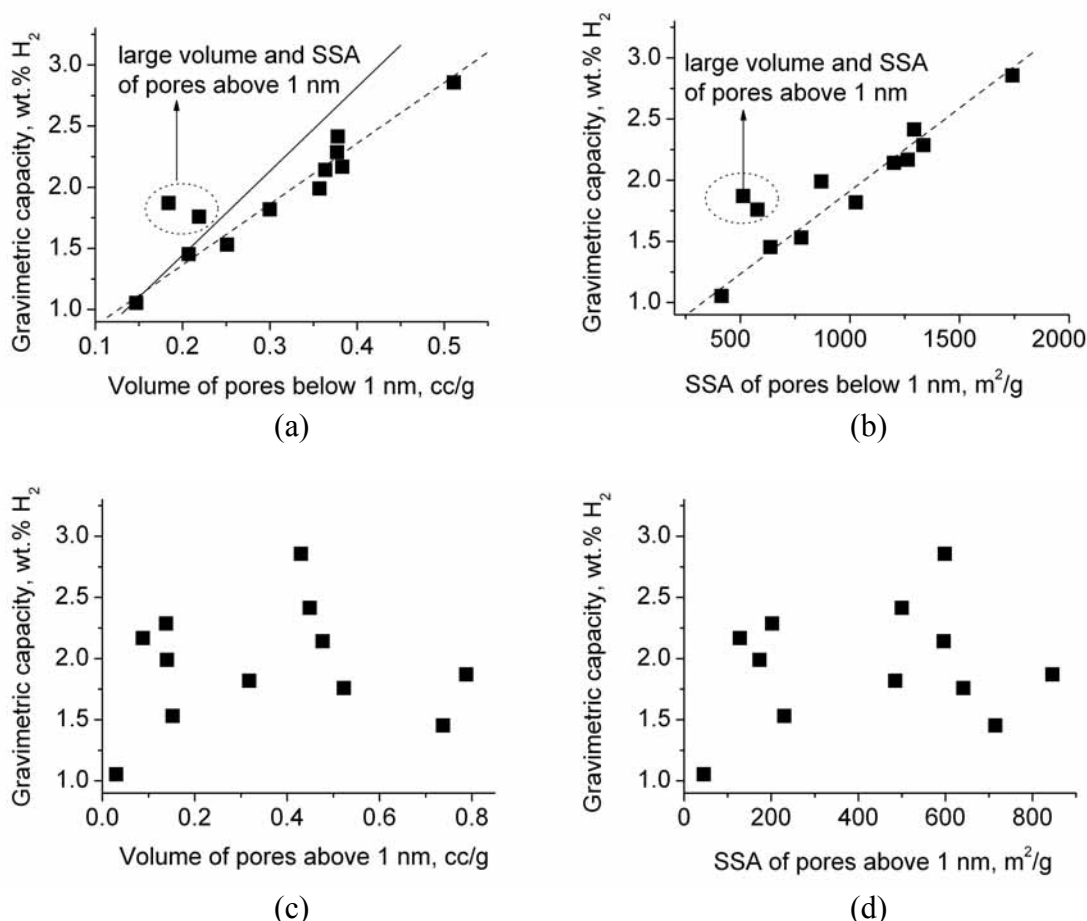 Gravimetric capacity, wt.% H₂
3.0
2.5
2.0
1.5
1.0
large volume and SSA
of pores above 1 nm
0.1 0.2 0.3 0.4 0.5
Volume of pores below 1 nm, cc/g
(a)
Gravimetric capacity, wt.% H₂
3.0
2.5
2.0
1.5
1.0
large volume and SSA
of pores above 1 nm
500 1000 1500 2000
SSA of pores below 1 nm, m²/g
(b)
Gravimetric capacity, wt.% H₂
3.0
2.5
2.0
1.5
1.0
0.0 0.2 0.4 0.6 0.8
Volume of pores above 1 nm, cc/g
(c)
Gravimetric capacity, wt.% H₂
3.0
2.5
2.0
1.5
1.0
0 200 400 600 800
SSA of pores above 1 nm, m²/g
(d)